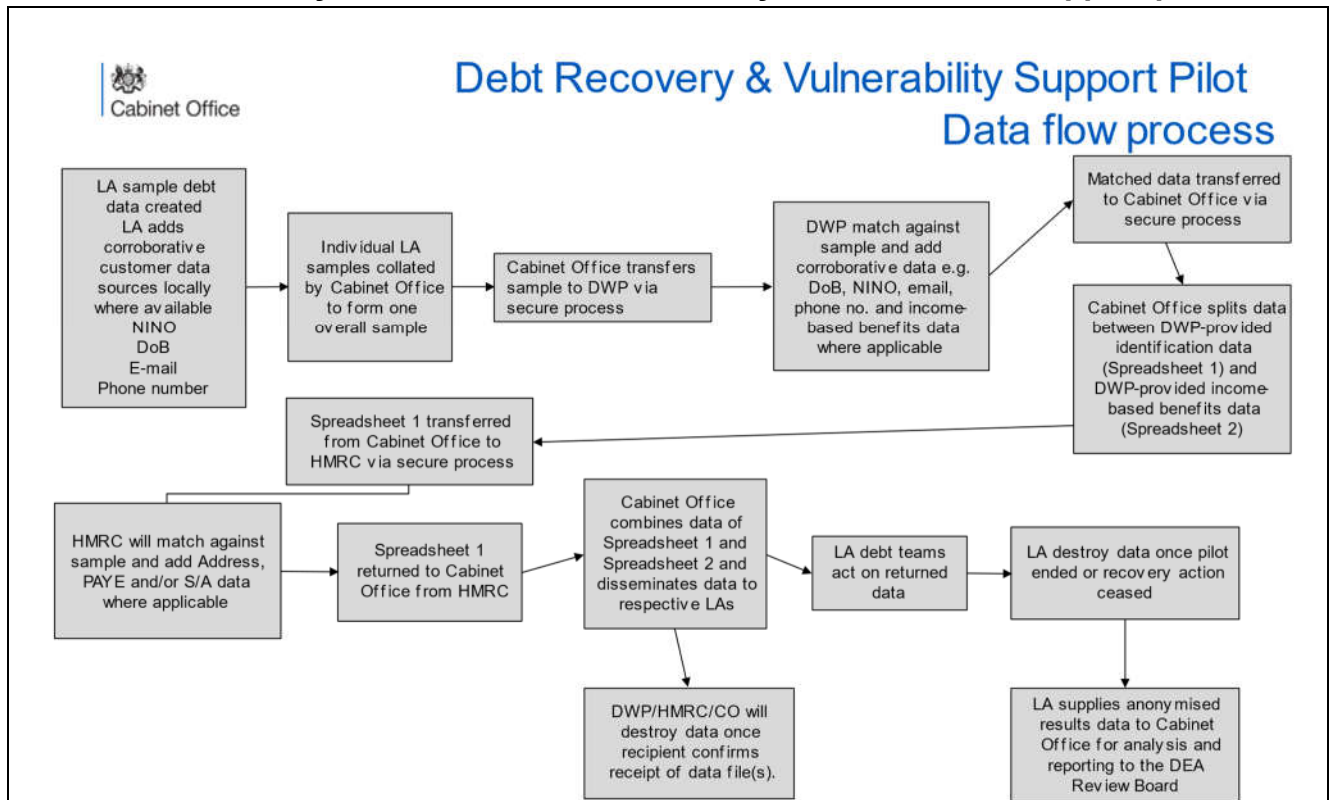 Cabinet Office
Debt Recovery & Vulnerability Support Pilot
Data flow process
LA sample debt
data created
LA adds
corroborative
customer data
sources locally
where available
NINO
DoB
E-mail
Phone number
Individual LA
samples collated
by Cabinet Office
to form one
overall sample
Cabinet Office transfers
sample to DWP via
secure process
DWP match against
sample and add
corroborative data e.g.
DoB, NINO, email,
phone no. and income-
based benefits data
where applicable
Matched data transferred
to Cabinet Office via
secure process
Cabinet Office splits data
between DWP-provided
identification data
(Spreadsheet 1) and
DWP-provided income-
based benefits data
(Spreadsheet 2)
Spreadsheet 1 transferred
from Cabinet Office to
HMRC via secure process
HMRC will match against
sample and add Address,
PAYE and/or S/A data
where applicable
Spreadsheet 1
returned to Cabinet
Office from HMRC
Cabinet Office
combines data of
Spreadsheet 1 and
Spreadsheet 2 and
disseminates data to
respective LAs
LA debt teams
act on returned
data
LA destroy data once pilot
ended or recovery action
ceased
DWP/HMRC/CO will
destroy data once
recipient confirms
receipt of data file(s).
LA supplies anonymised
results data to Cabinet
Office for analysis and
reporting to the DEA
Review Board